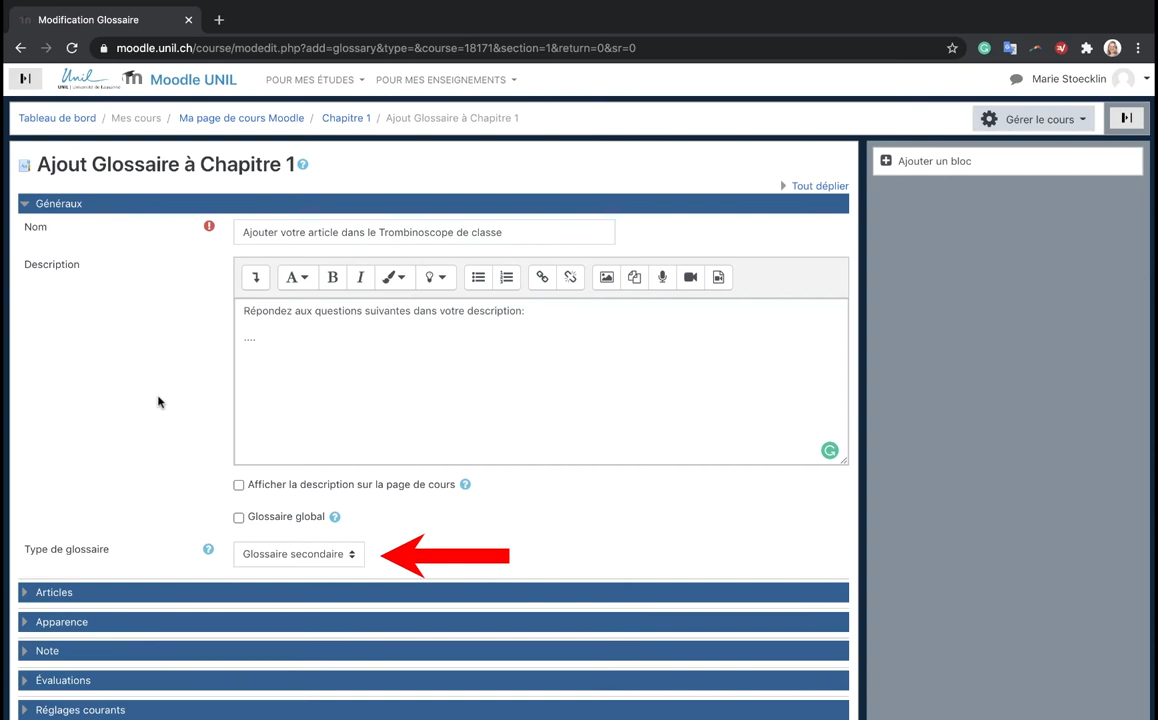 Modification Glossaire
moodle.unil.ch/course/modedit.php?add=glossary&type=&course=18171&section=1&return=0&sr=0
Unil
UNIL | Université de Lausanne
Moodle UNIL
POUR MES ÉTUDES
POUR MES ENSEIGNEMENTS
Marie Stoecklin
Tableau de bord / Mes cours / Ma page de cours Moodle / Chapitre 1 / Ajout Glossaire à Chapitre 1
Gérer le cours
Ajout Glossaire à Chapitre 1
Ajouter un bloc
Tout déplier
Généraux
Nom
Ajouter votre article dans le Trombinoscope de classe
Description
Répondez aux questions suivantes dans votre description:
....
Afficher la description sur la page de cours
Glossaire global
Type de glossaire
Glossaire secondaire
Articles
Apparence
Note
Évaluations
Réglages courants